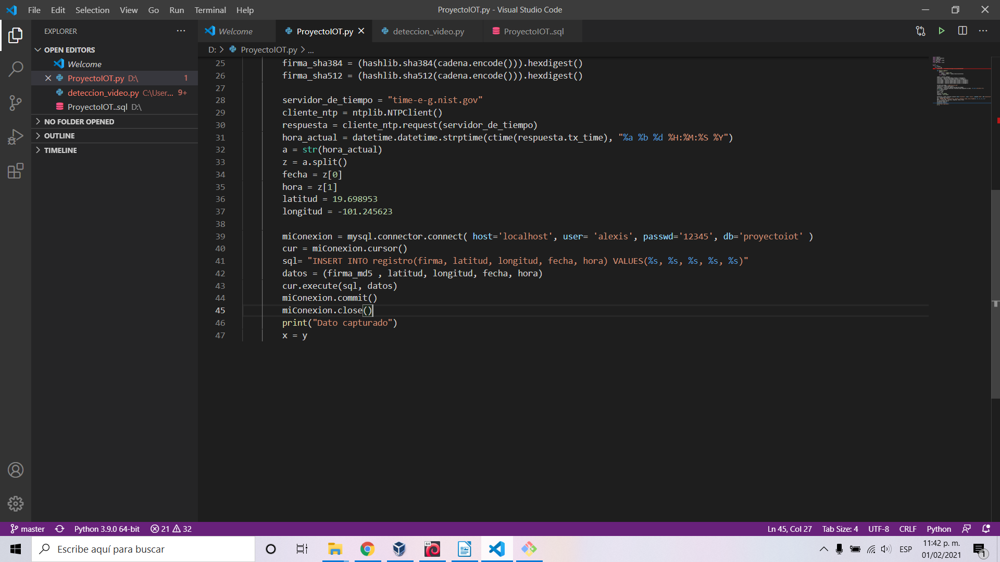 File Edit Selection View Go Run Terminal Help
ProyectoIOT.py - Visual Studio Code
EXPLORER
OPEN EDITORS
Welcome
ProyectoIOT.py D:\ 1
deteccion_video.py C:\User... 9+
ProyectoIOT..sql D:\
NO FOLDER OPENED
OUTLINE
TIMELINE
Welcome ProyectoIOT.py deteccion_video.py ProyectoIOT..sql
D: > ProyectoIOT.py > ...
25 firma_sha384 = (hashlib.sha384(cadena.encode())).hexdigest()
26 firma_sha512 = (hashlib.sha512(cadena.encode())).hexdigest()
27
28 servidor_de_tiempo = "time-e-g.nist.gov"
29 cliente_ntp = ntplib.NTPClient()
30 respuesta = cliente_ntp.request(servidor_de_tiempo)
31 hora_actual = datetime.datetime.strptime(ctime(respuesta.tx_time), "%a %b %d %H:%M:%S %Y")
32 a = str(hora_actual)
33 z = a.split()
34 fecha = z[0]
35 hora = z[1]
36 latitud = 19.698953
37 longitud = -101.245623
38
39 miConexion = mysql.connector.connect( host='localhost', user= 'alexis', passwd='12345', db='proyectoiot' )
40 cur = miConexion.cursor()
41 sql= "INSERT INTO registro(firma, latitud, longitud, fecha, hora) VALUES(%s, %s, %s, %s, %s)"
42 datos = (firma_md5 , latitud, longitud, fecha, hora)
43 cur.execute(sql, datos)
44 miConexion.commit()
45 miConexion.close()
46 print("Dato capturado")
47 x = y
master Python 3.9.0 64-bit 21 32
Ln 45, Col 27 Tab Size: 4 UTF-8 CRLF Python
Escribe aquí para buscar
64
ESP
11:42 p. m.
01/02/2021
1